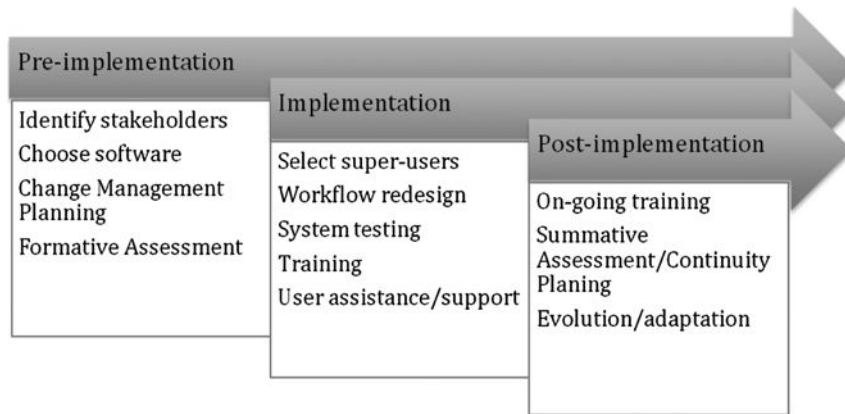 Pre-implementation
Identify stakeholders
Choose software
Change Management
Planning
Formative Assessment
Implementation
Select super-users
Workflow redesign
System testing
Training
User assistance/support
Post-implementation
On-going training
Summative
Assessment/Continuity
Planing
Evolution/adaptation